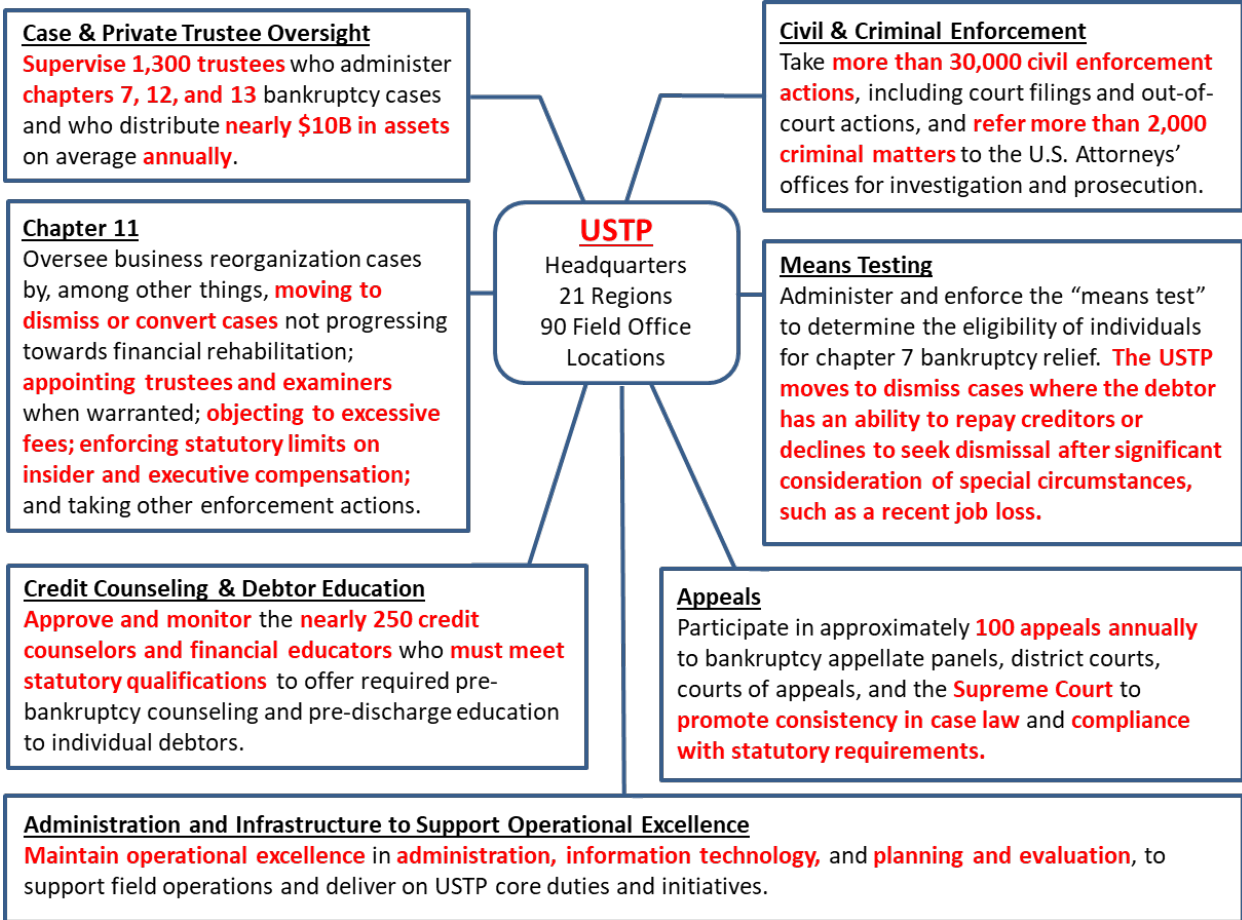 Case & Private Trustee Oversight
Supervise 1,300 trustees who administer
chapters 7, 12, and 13 bankruptcy cases
and who distribute nearly $10B in assets
on average annually.
Civil & Criminal Enforcement
Take more than 30,000 civil enforcement
actions, including court filings and out-of-
court actions, and refer more than 2,000
criminal matters to the U.S. Attorneys’
offices for investigation and prosecution.
Chapter 11
Oversee business reorganization cases
by, among other things, moving to
dismiss or convert cases not progressing
towards financial rehabilitation;
appointing trustees and examiners
when warranted; objecting to excessive
fees; enforcing statutory limits on
insider and executive compensation;
and taking other enforcement actions.
USTP
Headquarters
21 Regions
90 Field Office
Locations
Means Testing
Administer and enforce the “means test”
to determine the eligibility of individuals
for chapter 7 bankruptcy relief. The USTP
moves to dismiss cases where the debtor
has an ability to repay creditors or
declines to seek dismissal after significant
consideration of special circumstances,
such as a recent job loss.
Credit Counseling & Debtor Education
Approve and monitor the nearly 250 credit
counselors and financial educators who must meet
statutory qualifications to offer required pre-
bankruptcy counseling and pre-discharge education
to individual debtors.
Appeals
Participate in approximately 100 appeals annually
to bankruptcy appellate panels, district courts,
courts of appeals, and the Supreme Court to
promote consistency in case law and compliance
with statutory requirements.
Administration and Infrastructure to Support Operational Excellence
Maintain operational excellence in administration, information technology, and planning and evaluation, to
support field operations and deliver on USTP core duties and initiatives.